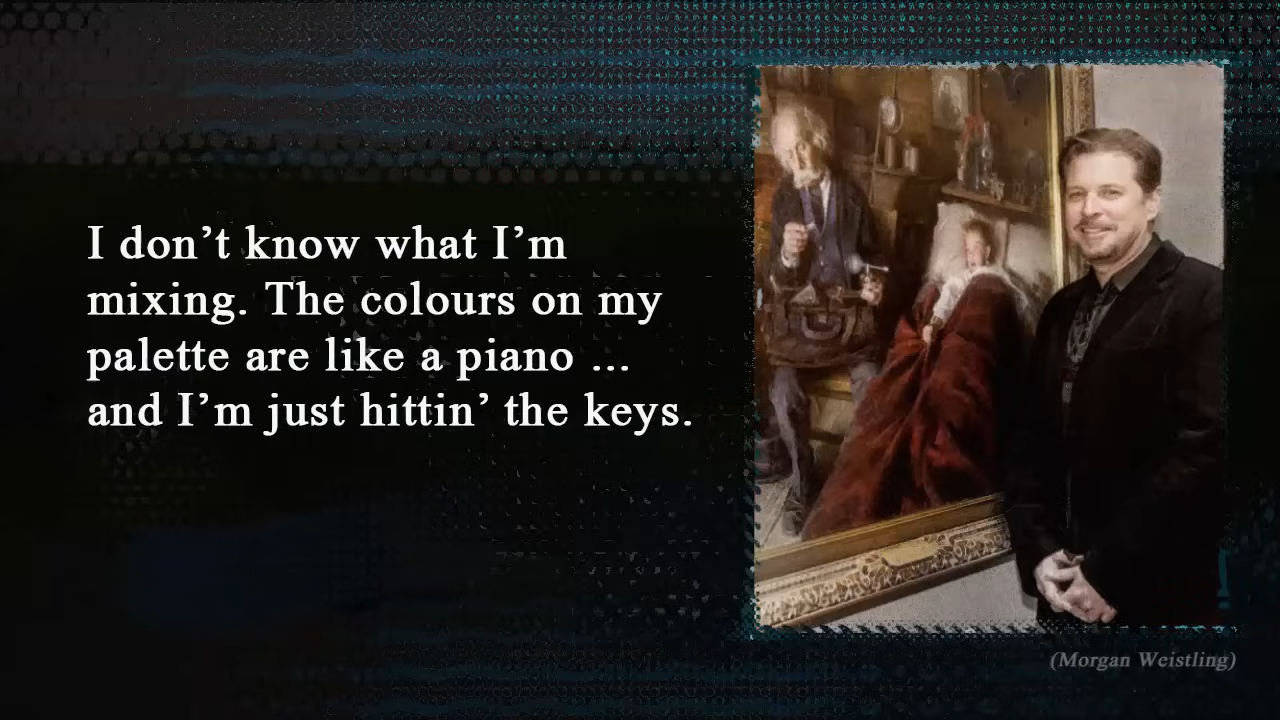 I don’t know what I’m
mixing. The colours on my
palette are like a piano ...
and I’m just hittin’ the keys.
(Morgan Weistling)